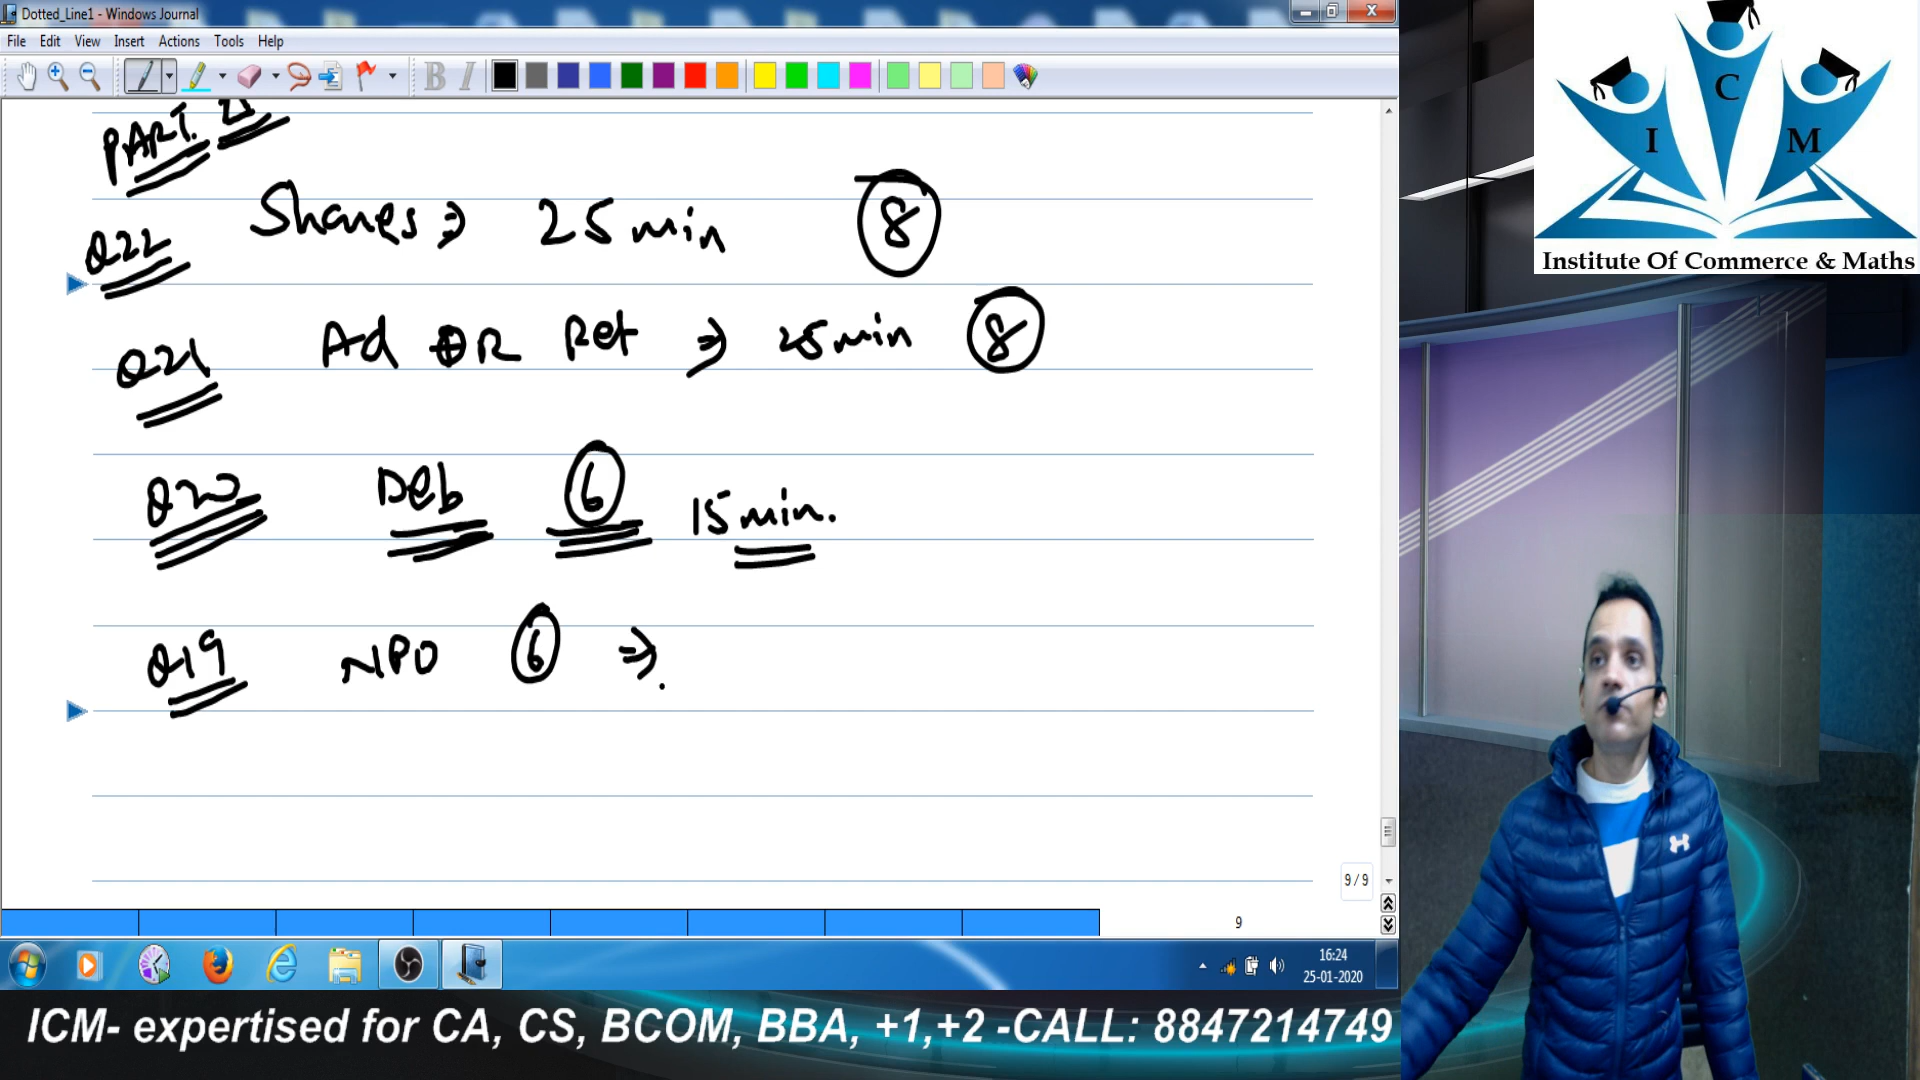 Dotted_Line1 - Windows Journal
File Edit View Insert Actions Tools Help
B I
PART.
Q22 Shares ⇒ 25 min 8
Q21 Ad OR Ret ⇒ 25 min 8
Q20 Deb 6 15 min.
Q19 NPO 6 ⇒
9 / 9
9
16:24
25-01-2020
I C M
Institute Of Commerce & Maths
ICM- expertised for CA, CS, BCOM, BBA, +1,+2 -CALL: 8847214749